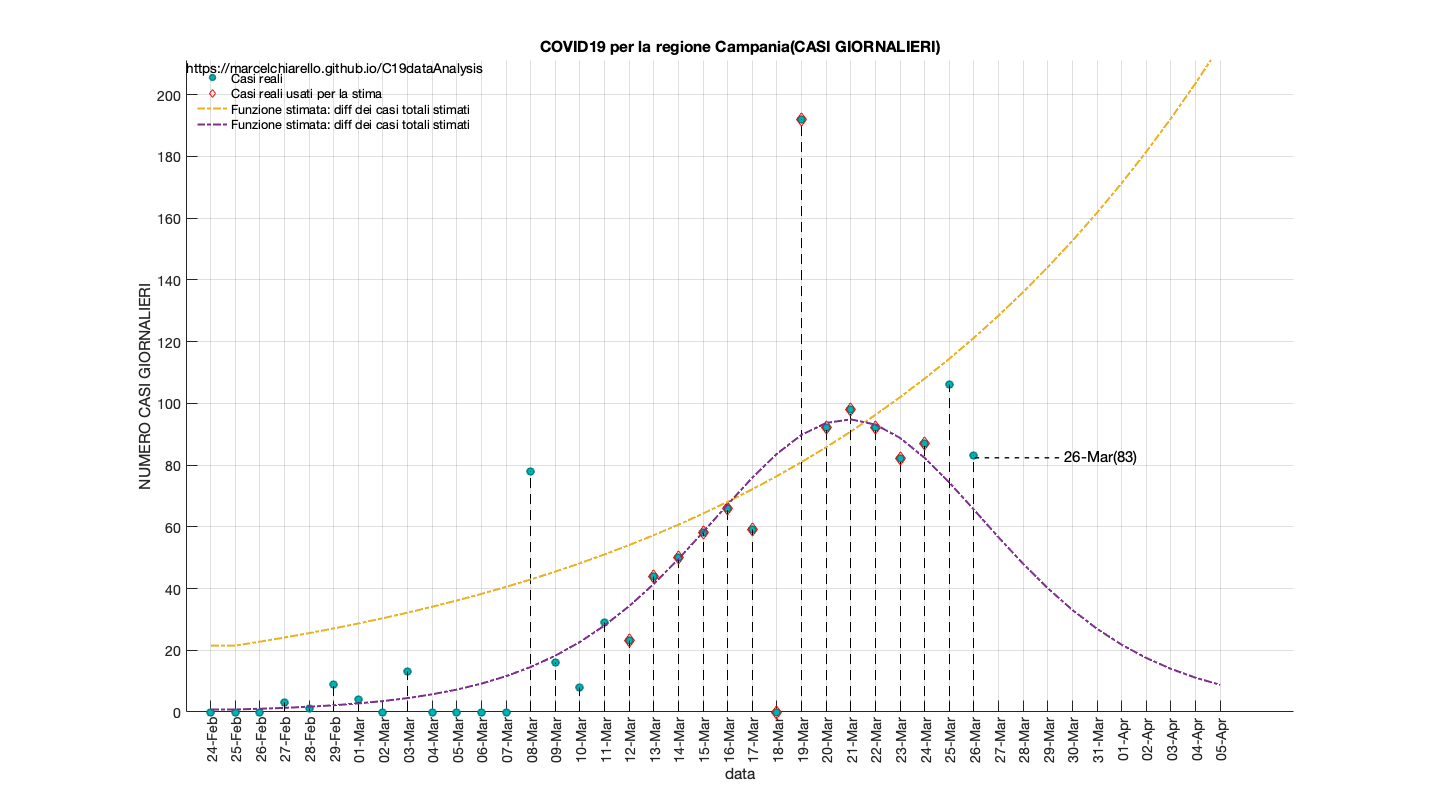 COVID19 per la regione Campania(CASI GIORNALIERI)
https://marcelchiarello.github.io/C19dataAnalysis
Casi reali
Casi reali usati per la stima
Funzione stimata: diff dei casi totali stimati
Funzione stimata: diff dei casi totali stimati
NUMERO CASI GIORNALIERI
200
180
160
140
120
100
80
60
40
20
0
26-Mar(83)
24-Feb
25-Feb
26-Feb
27-Feb
28-Feb
29-Feb
01-Mar
02-Mar
03-Mar
04-Mar
05-Mar
06-Mar
07-Mar
08-Mar
09-Mar
10-Mar
11-Mar
12-Mar
13-Mar
14-Mar
15-Mar
16-Mar
17-Mar
18-Mar
19-Mar
20-Mar
21-Mar
22-Mar
23-Mar
24-Mar
25-Mar
26-Mar
27-Mar
28-Mar
29-Mar
30-Mar
31-Mar
01-Apr
02-Apr
03-Apr
04-Apr
05-Apr
data